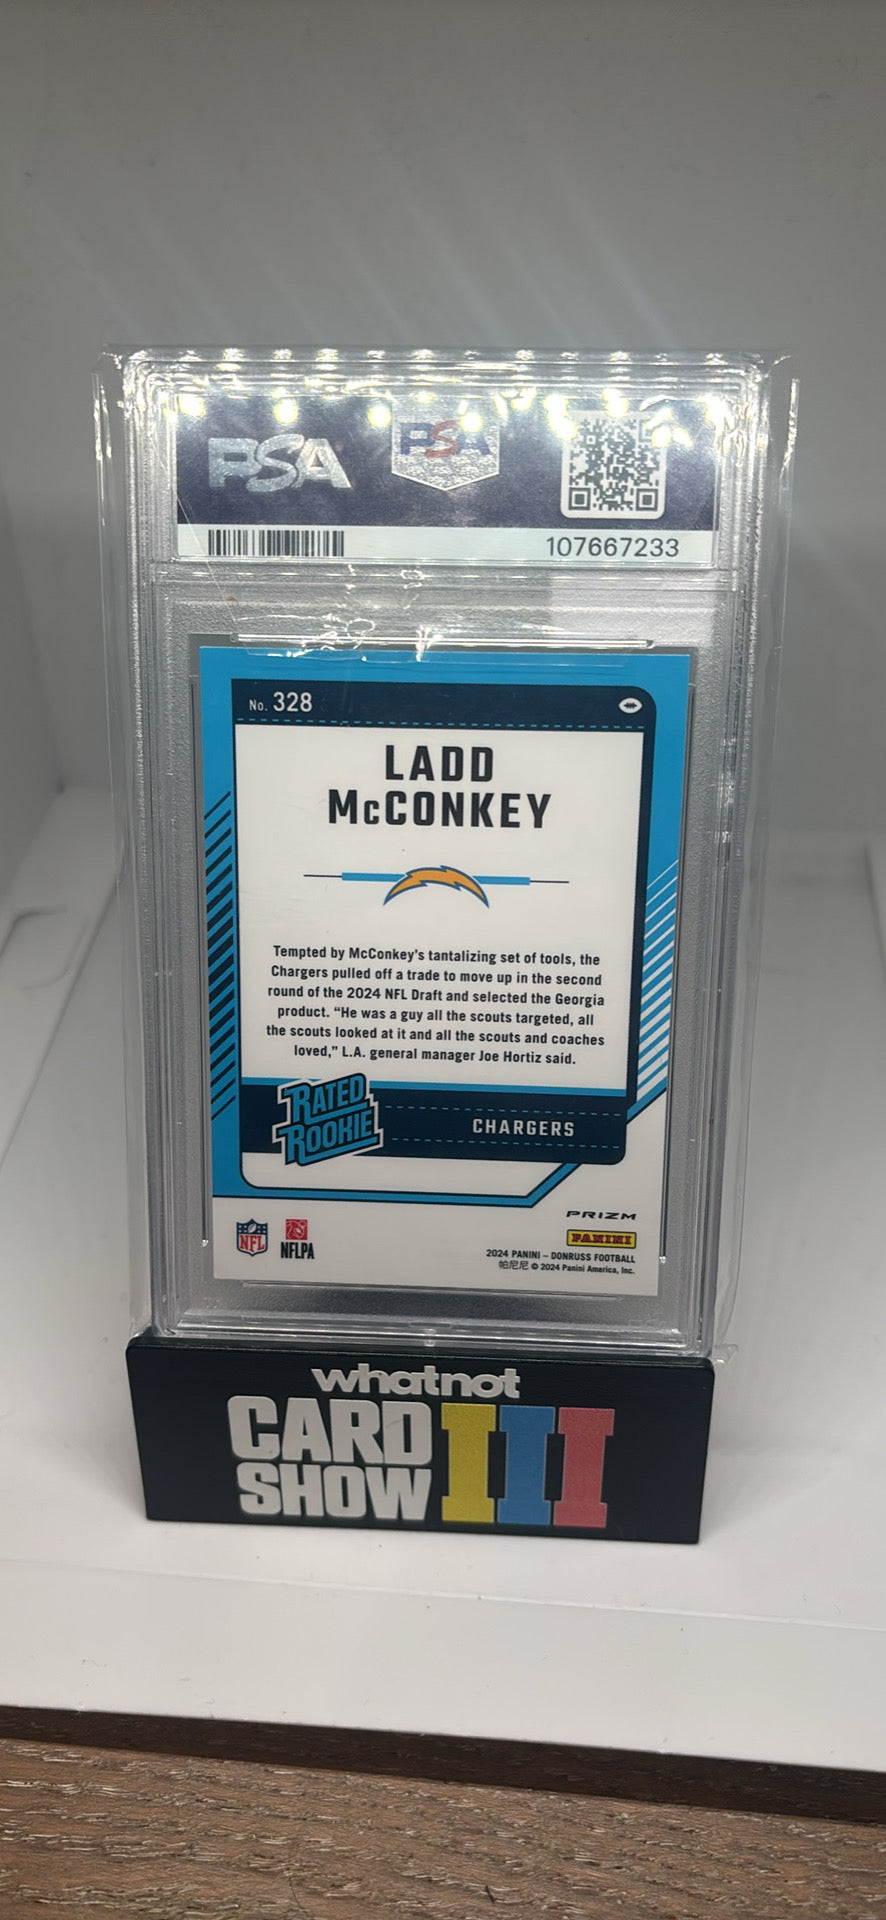 PSA
PSA
107667233
No. 328
LADD
McCONKEY
Tempted by McConkey's tantalizing set of tools, the
Chargers pulled off a trade to move up in the second
round of the 2024 NFL Draft and selected the Georgia
product. “He was a guy all the scouts targeted, all
the scouts looked at it and all the scouts and coaches
loved,” L.A. general manager Joe Hortiz said.
RATED
ROOKIE
CHARGERS
PRIZM
NFL
NFLPA
PANINI
2024 PANINI – DONRUSS FOOTBALL
帕尼尼 © 2024 Panini America, Inc.
whatnot
CARD
SHOW
III